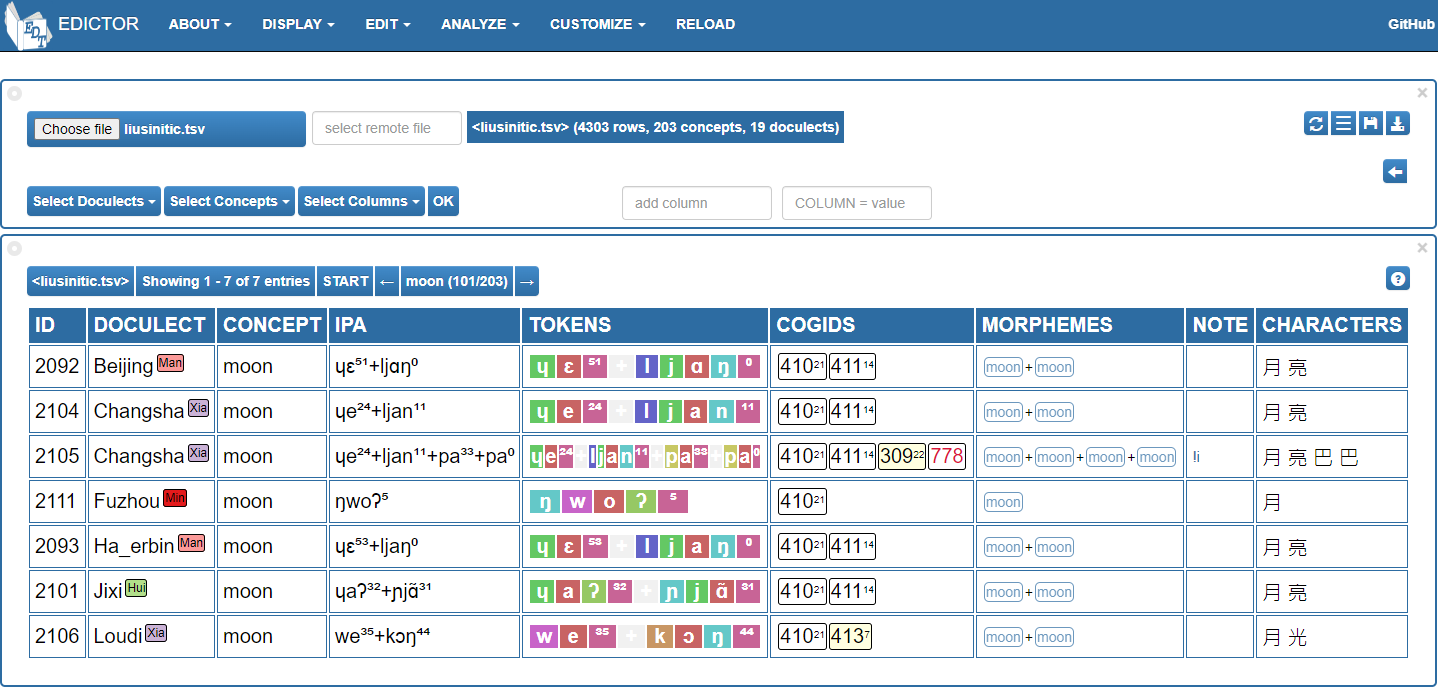 EDT EDICTOR ABOUT DISPLAY EDIT ANALYZE CUSTOMIZE RELOAD GitHub
Choose file liusinitic.tsv select remote file <liusinitic.tsv> (4303 rows, 203 concepts, 19 doculects)
Select Doculects Select Concepts Select Columns OK add column COLUMN = value
<liusinitic.tsv> Showing 1 - 7 of 7 entries START ← moon (101/203) →
ID DOCULECT CONCEPT IPA TOKENS COGIDS MORPHEMES NOTE CHARACTERS
2092 Beijing Man moon ɥɛ⁵¹+ljɑŋ⁰ ɥ ɛ ⁵¹ + l j ɑ ŋ ⁰ 410²¹ 411¹⁴ moon + moon 月 亮
2104 Changsha Xia moon ɥe²⁴+ljan¹¹ ɥ e ²⁴ + l j a n ¹¹ 410²¹ 411¹⁴ moon + moon 月 亮
2105 Changsha Xia moon ɥe²⁴+ljan¹¹+pa³³+pa⁰ ɥ e ²⁴ + l j a n ¹¹ + p a ³³ + p a ⁰ 410²¹ 411¹⁴ 309²² 778 moon + moon + moon + moon !i 月 亮 巴 巴
2111 Fuzhou Min moon ŋwoʔ⁵ ŋ w o ʔ ⁵ 410²¹ moon 月
2093 Ha_erbin Man moon ɥɛ⁵³+ljaŋ⁰ ɥ ɛ ⁵³ + l j a ŋ ⁰ 410²¹ 411¹⁴ moon + moon 月 亮
2101 Jixi Hui moon ɥaʔ³²+ɲjɑ̃³¹ ɥ a ʔ ³² + ɲ j ɑ̃ ³¹ 410²¹ 411¹⁴ moon + moon 月 亮
2106 Loudi Xia moon we³⁵+kɔŋ⁴⁴ w e ³⁵ + k ɔ ŋ ⁴⁴ 410²¹ 413⁷ moon + moon 月 光